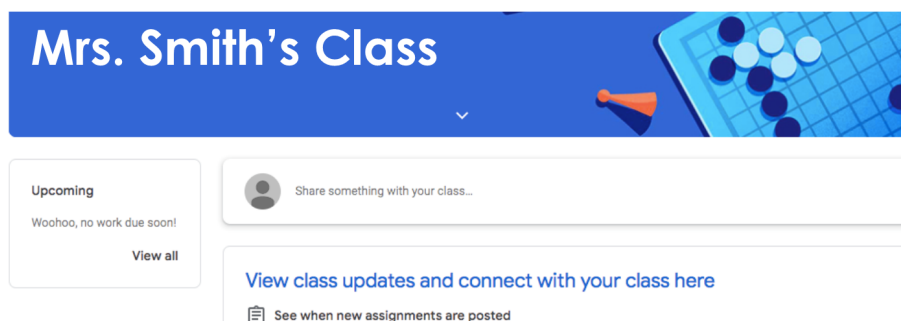 Mrs. Smith’s Class
Upcoming
Woohoo, no work due soon!
View all
Share something with your class...
View class updates and connect with your class here
See when new assignments are posted